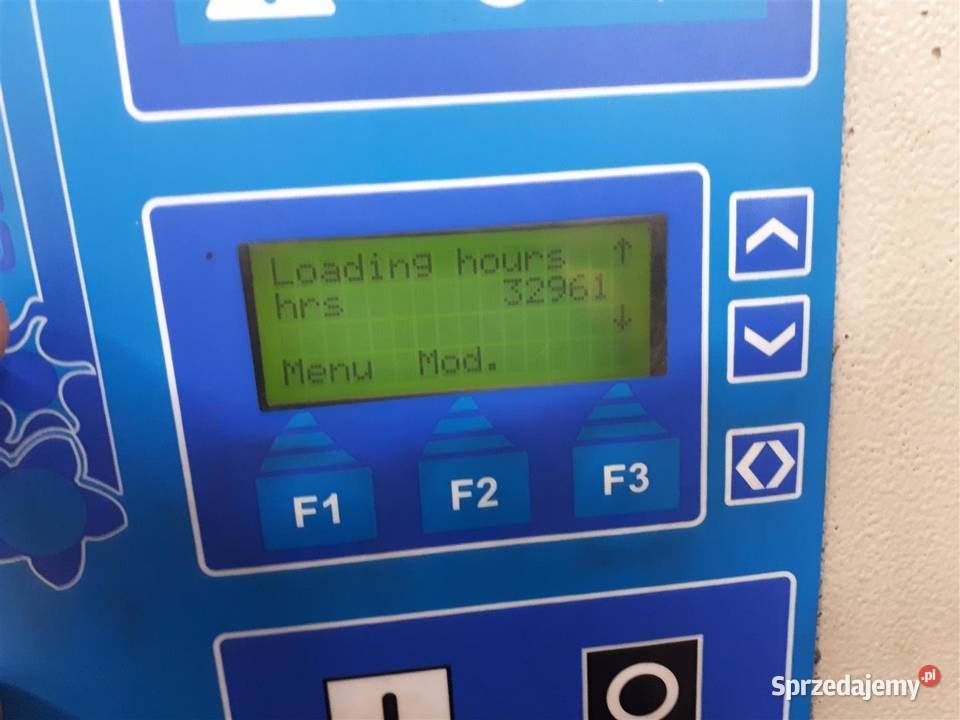 Loading hours ↑
hrs 32961
↓
Menu Mod.
F1 F2 F3
Sprzedajemy.pl